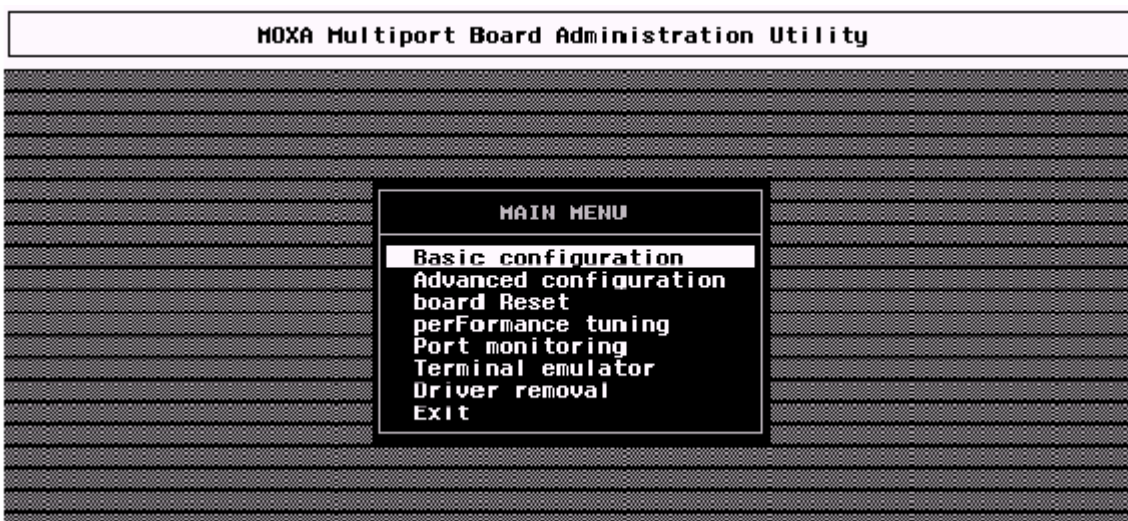 MOXA Multiport Board Administration Utility
MAIN MENU
Basic configuration
Advanced configuration
board Reset
perFormance tuning
Port monitoring
Terminal emulator
Driver removal
Exit